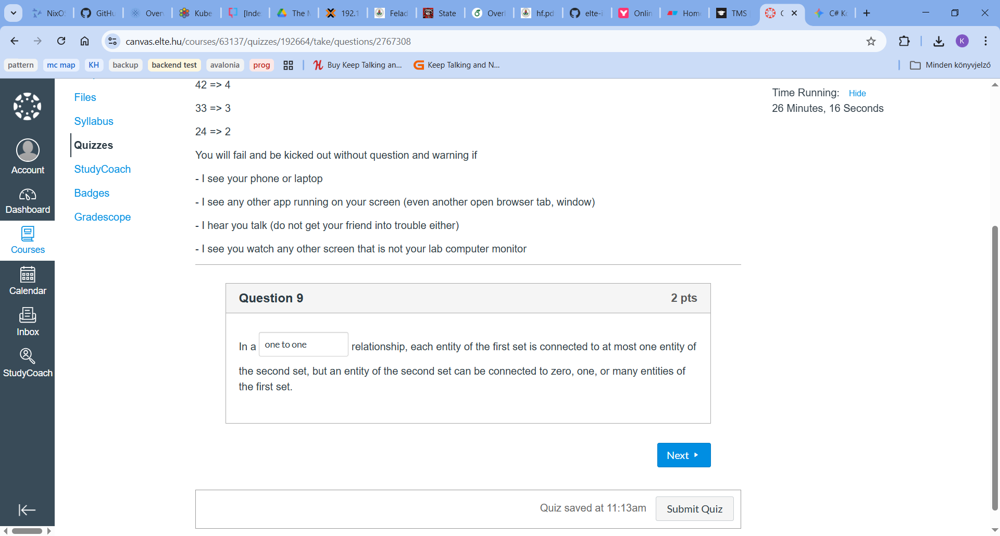 NixO
GitHu
Over
Kube
[Inde
The N
192.1
Felad
State
Overl
hf.pd
elte-i
Onlin
Home
TMS
C# Ko
canvas.elte.hu/courses/63137/quizzes/192664/take/questions/2767308
K
pattern
mc map
KH
backup
backend test
avalonia
prog
Buy Keep Talking an...
Keep Talking and N...
Minden könyvjelző
Account
Dashboard
Courses
Calendar
Inbox
StudyCoach
Files
Syllabus
Quizzes
StudyCoach
Badges
Gradescope
42 => 4
33 => 3
24 => 2
You will fail and be kicked out without question and warning if
- I see your phone or laptop
- I see any other app running on your screen (even another open browser tab, window)
- I hear you talk (do not get your friend into trouble either)
- I see you watch any other screen that is not your lab computer monitor
Time Running: Hide
26 Minutes, 16 Seconds
Question 9 2 pts
In a one to one relationship, each entity of the first set is connected to at most one entity of
the second set, but an entity of the second set can be connected to zero, one, or many entities of
the first set.
Next
Quiz saved at 11:13am Submit Quiz